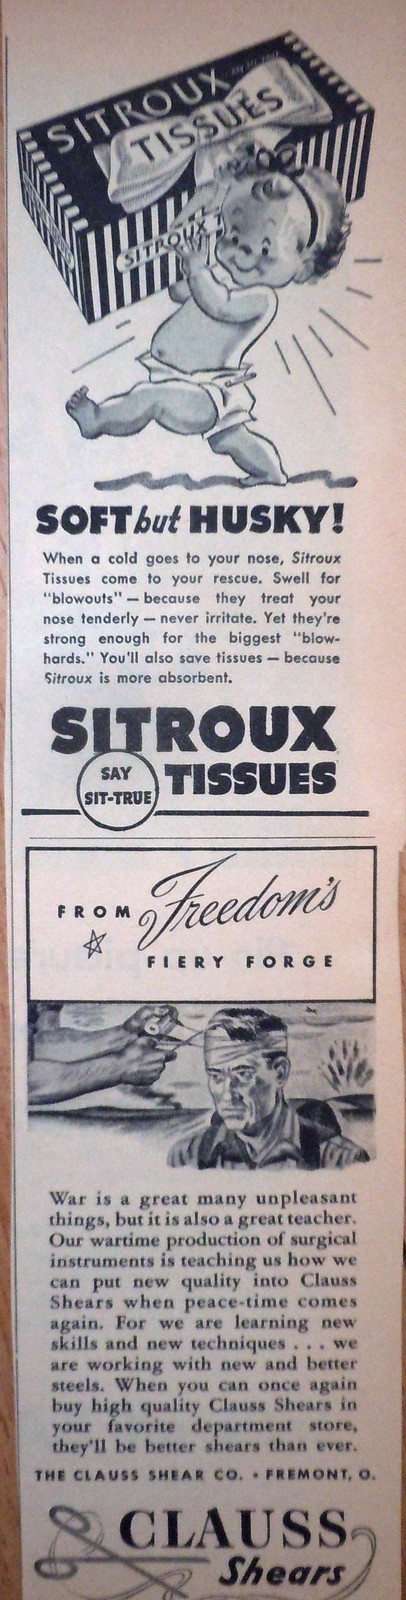 SITROUX
TISSUES
SITROUX T
SOFT but HUSKY!
When a cold goes to your nose, Sitroux
Tissues come to your rescue. Swell for
"blowouts" — because they treat your
nose tenderly — never irritate. Yet they're
strong enough for the biggest "blow-
hards." You'll also save tissues — because
Sitroux is more absorbent.
SITROUX
SAY
SIT-TRUE
TISSUES
FROM Freedom's
FIERY FORGE
War is a great many unpleasant
things, but it is also a great teacher.
Our wartime production of surgical
instruments is teaching us how we
can put new quality into Clauss
Shears when peace-time comes
again. For we are learning new
skills and new techniques . . . we
are working with new and better
steels. When you can once again
buy high quality Clauss Shears in
your favorite department store,
they'll be better shears than ever.
THE CLAUSS SHEAR CO. • FREMONT, O.
CLAUSS
Shears